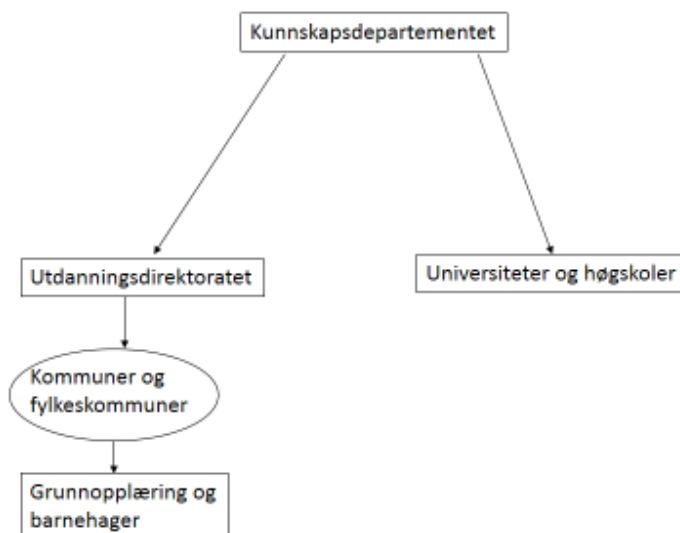 Kunnskapsdepartementet
Utdanningsdirektoratet
Universiteter og høgskoler
Kommuner og
fylkeskommuner
Grunnopplæring og
barnehager